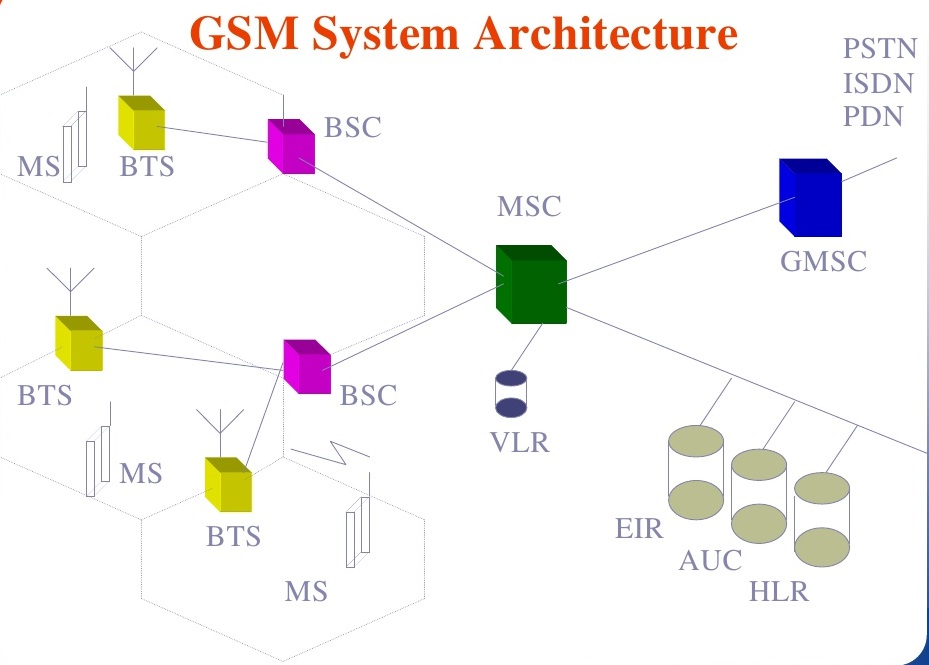 GSM System Architecture
PSTN
ISDN
PDN
BSC
MS
BTS
MSC
GMSC
BTS
BSC
VLR
MS
EIR
BTS
AUC
MS
HLR